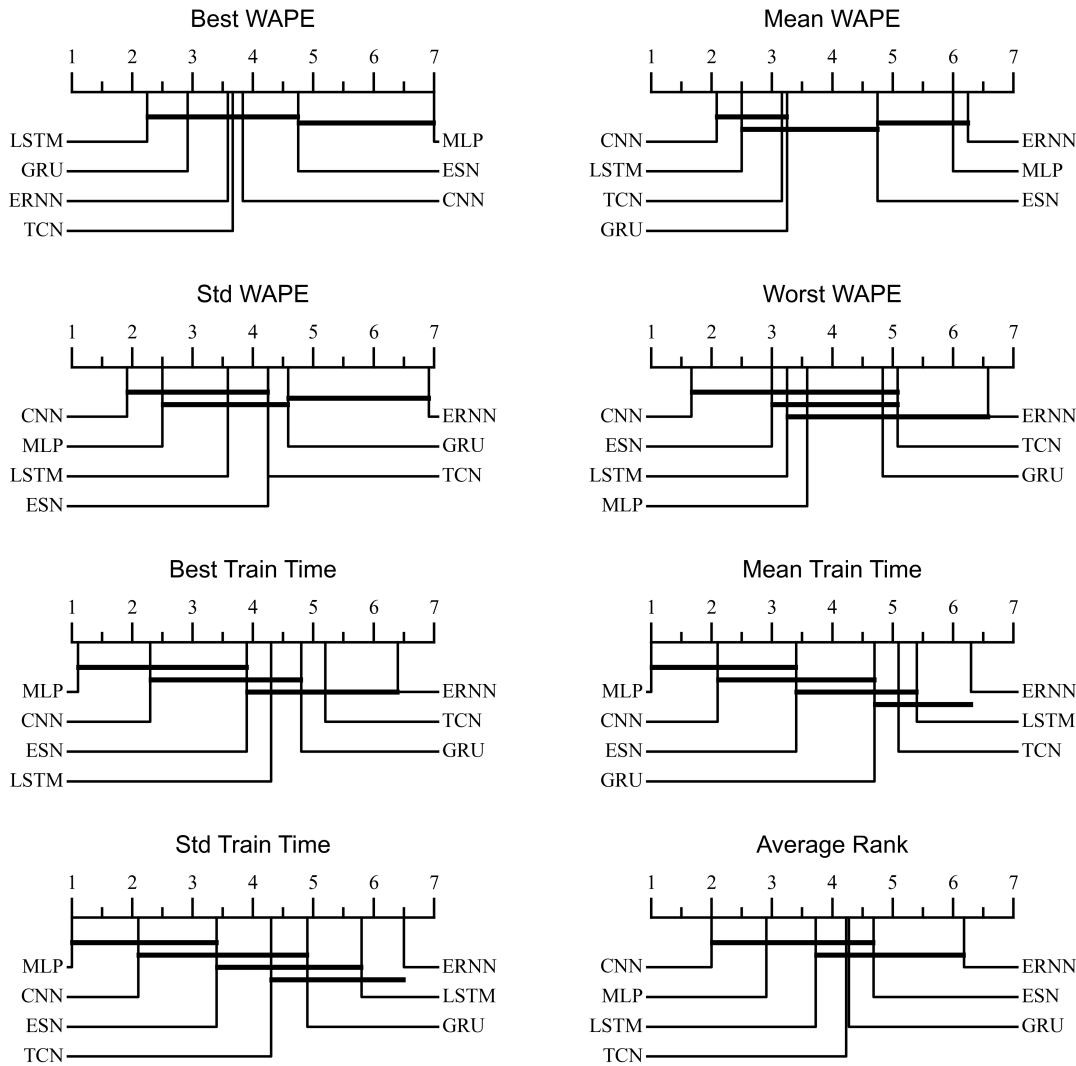 Best WAPE
1 2 3 4 5 6 7
LSTM MLP
GRU ESN
ERNN CNN
TCN
Mean WAPE
1 2 3 4 5 6 7
CNN ERNN
LSTM MLP
TCN ESN
GRU
Std WAPE
1 2 3 4 5 6 7
CNN ERNN
MLP GRU
LSTM TCN
ESN
Worst WAPE
1 2 3 4 5 6 7
CNN ERNN
ESN TCN
LSTM GRU
MLP
Best Train Time
1 2 3 4 5 6 7
MLP ERNN
CNN TCN
ESN GRU
LSTM
Mean Train Time
1 2 3 4 5 6 7
MLP ERNN
CNN LSTM
ESN TCN
GRU
Std Train Time
1 2 3 4 5 6 7
MLP ERNN
CNN LSTM
ESN GRU
TCN
Average Rank
1 2 3 4 5 6 7
CNN ERNN
MLP ESN
LSTM GRU
TCN